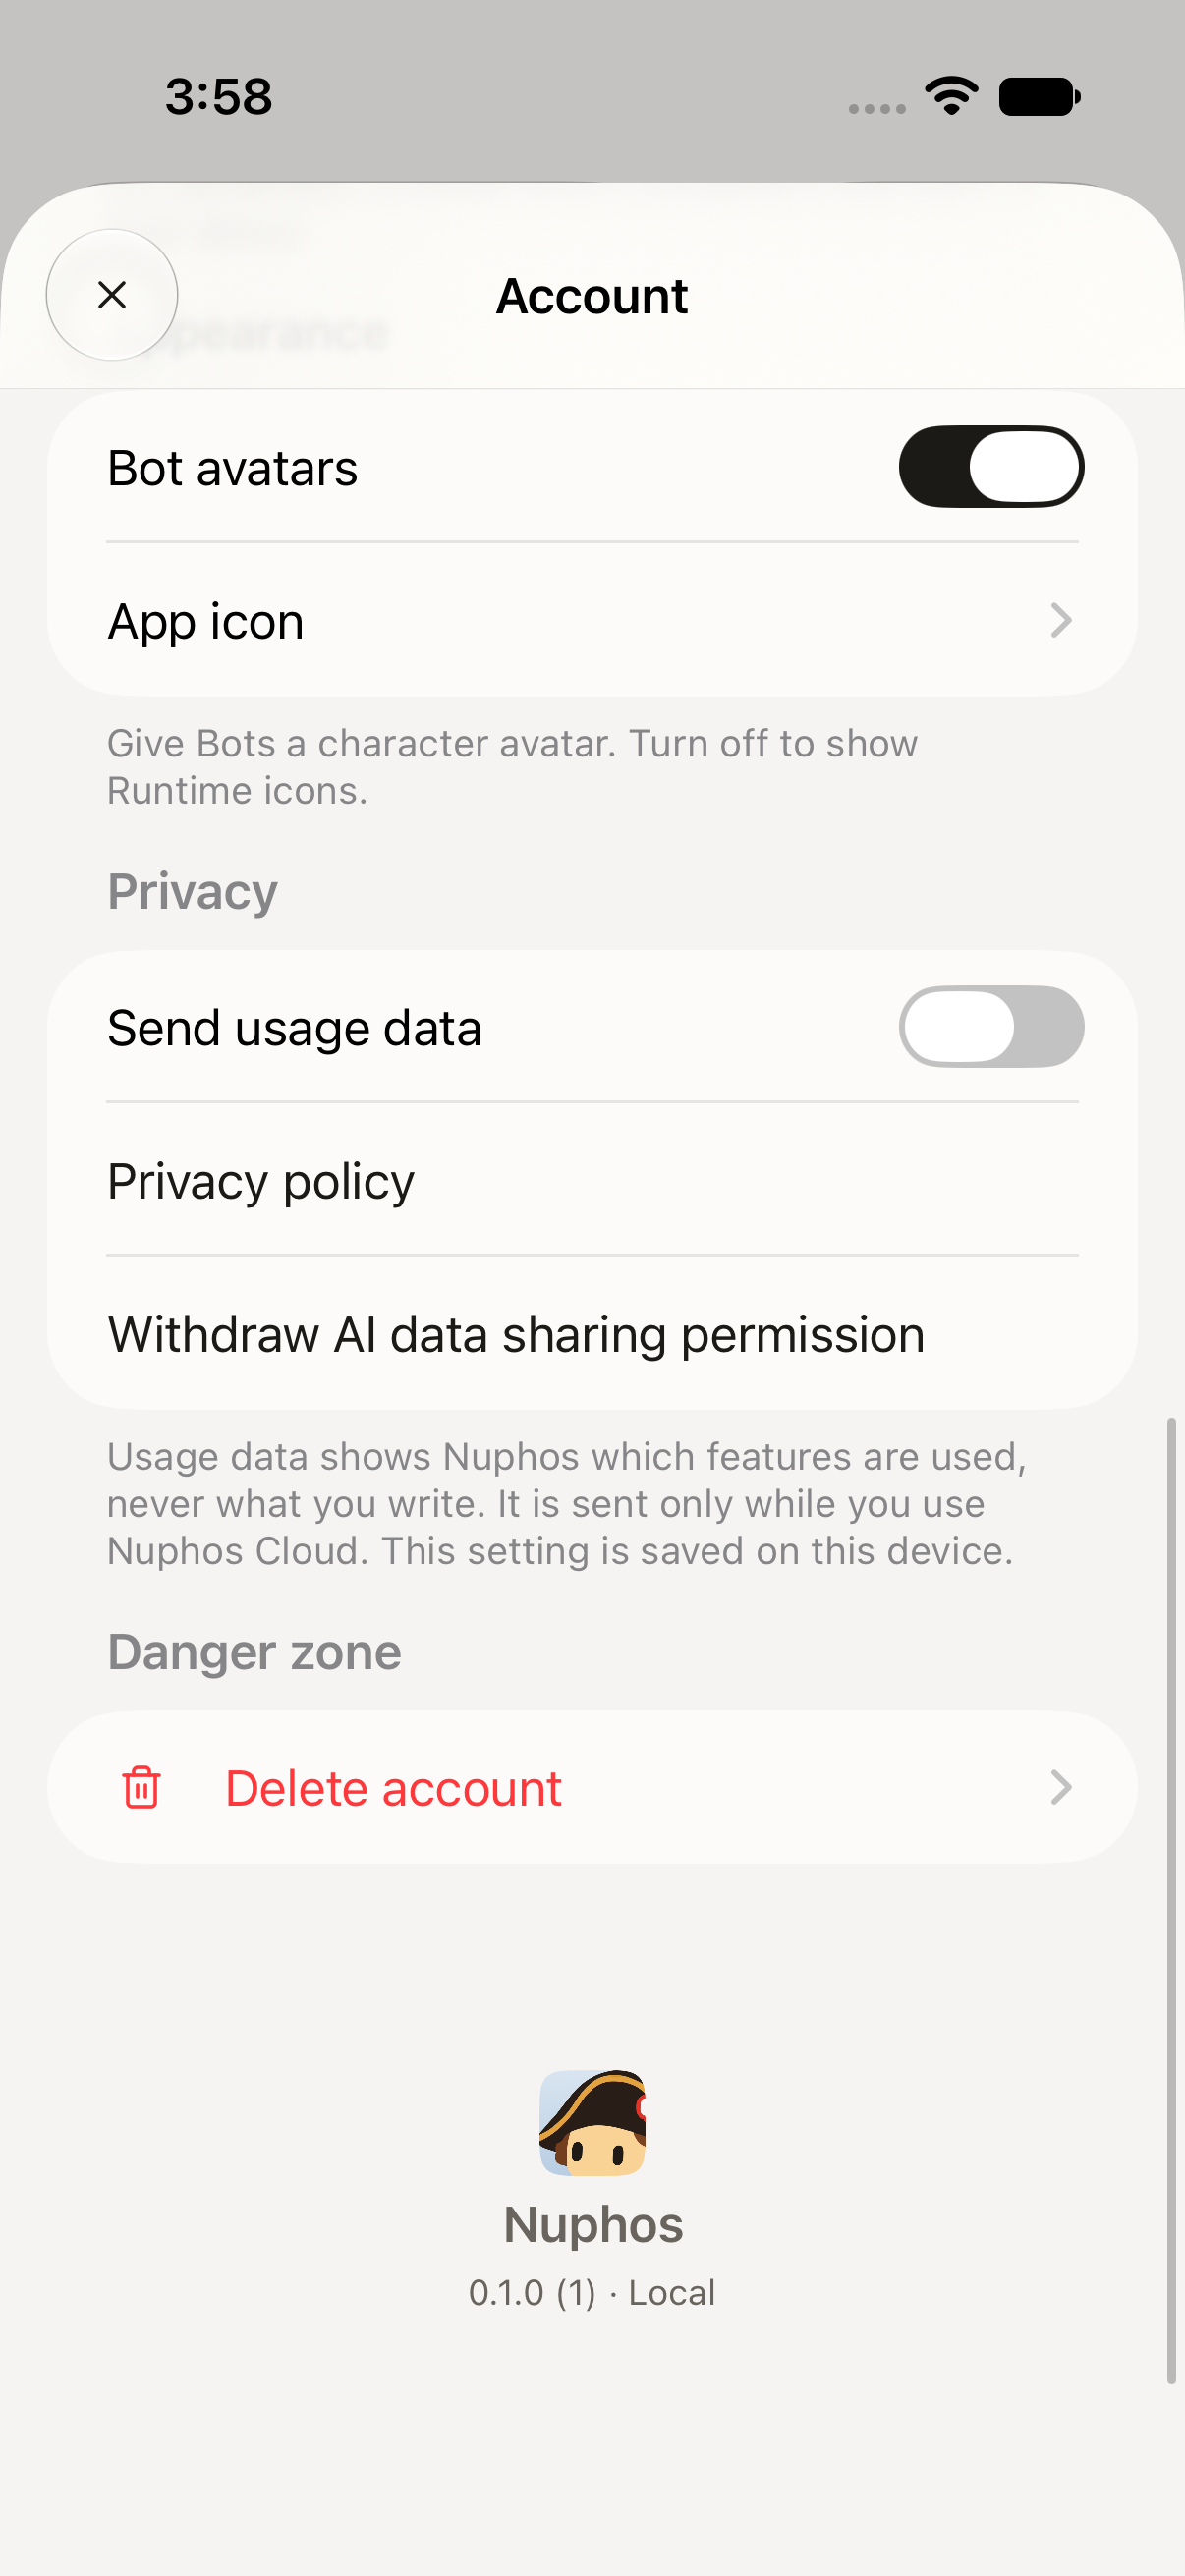 3:58
Account
Bot avatars
App icon
Give Bots a character avatar. Turn off to show
Runtime icons.
Privacy
Send usage data
Privacy policy
Withdraw AI data sharing permission
Usage data shows Nuphos which features are used,
never what you write. It is sent only while you use
Nuphos Cloud. This setting is saved on this device.
Danger zone
Delete account
Nuphos
0.1.0 (1) · Local